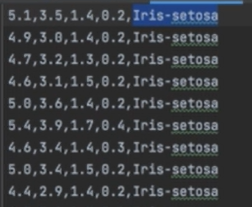 5.1,3.5,1.4,0.2,Iris-setosa
4.9,3.0,1.4,0.2,Iris-setosa
4.7,3.2,1.3,0.2,Iris-setosa
4.6,3.1,1.5,0.2,Iris-setosa
5.0,3.6,1.4,0.2,Iris-setosa
5.4,3.9,1.7,0.4,Iris-setosa
4.6,3.4,1.4,0.3,Iris-setosa
5.0,3.4,1.5,0.2,Iris-setosa
4.4,2.9,1.4,0.2,Iris-setosa